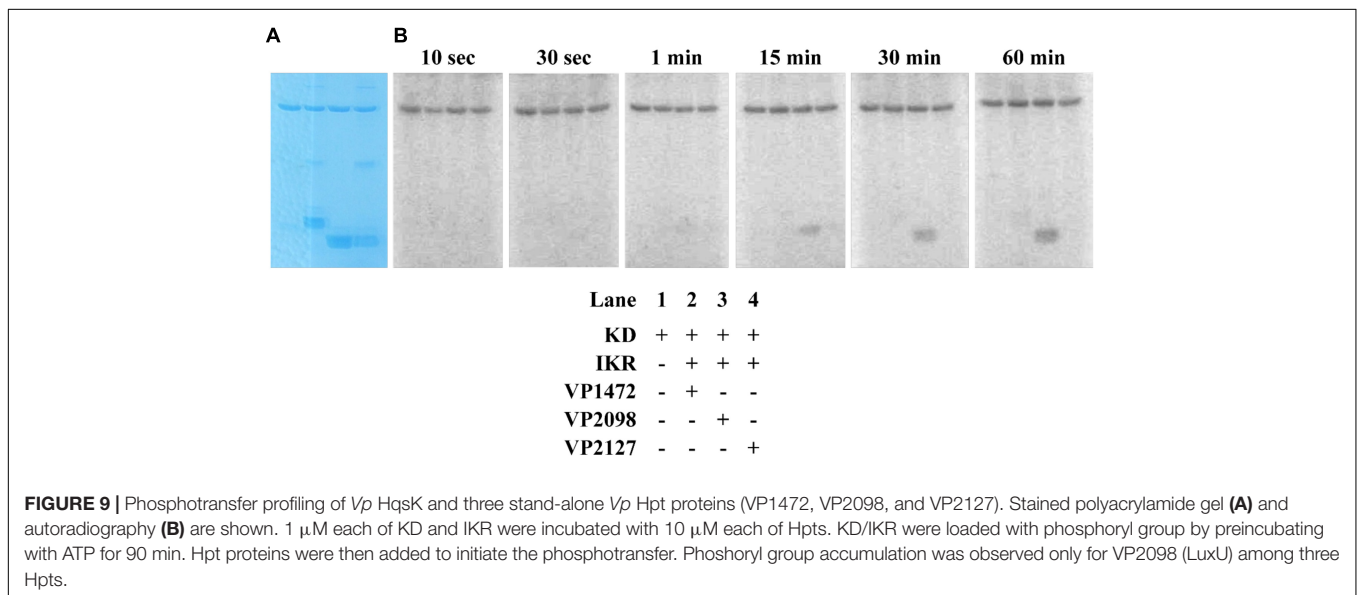 A B
10 sec 30 sec 1 min 15 min 30 min 60 min
Lane 1 2 3 4
KD + + + +
IKR - + + +
VP1472 - + - -
VP2098 - - + -
VP2127 - - - +
FIGURE 9 | Phosphotransfer profiling of Vp HqsK and three stand-alone Vp Hpt proteins (VP1472, VP2098, and VP2127). Stained polyacrylamide gel (A) and
autoradiography (B) are shown. 1 μM each of KD and IKR were incubated with 10 μM each of Hpts. KD/IKR were loaded with phosphoryl group by preincubating
with ATP for 90 min. Hpt proteins were then added to initiate the phosphotransfer. Phoshoryl group accumulation was observed only for VP2098 (LuxU) among three
Hpts.